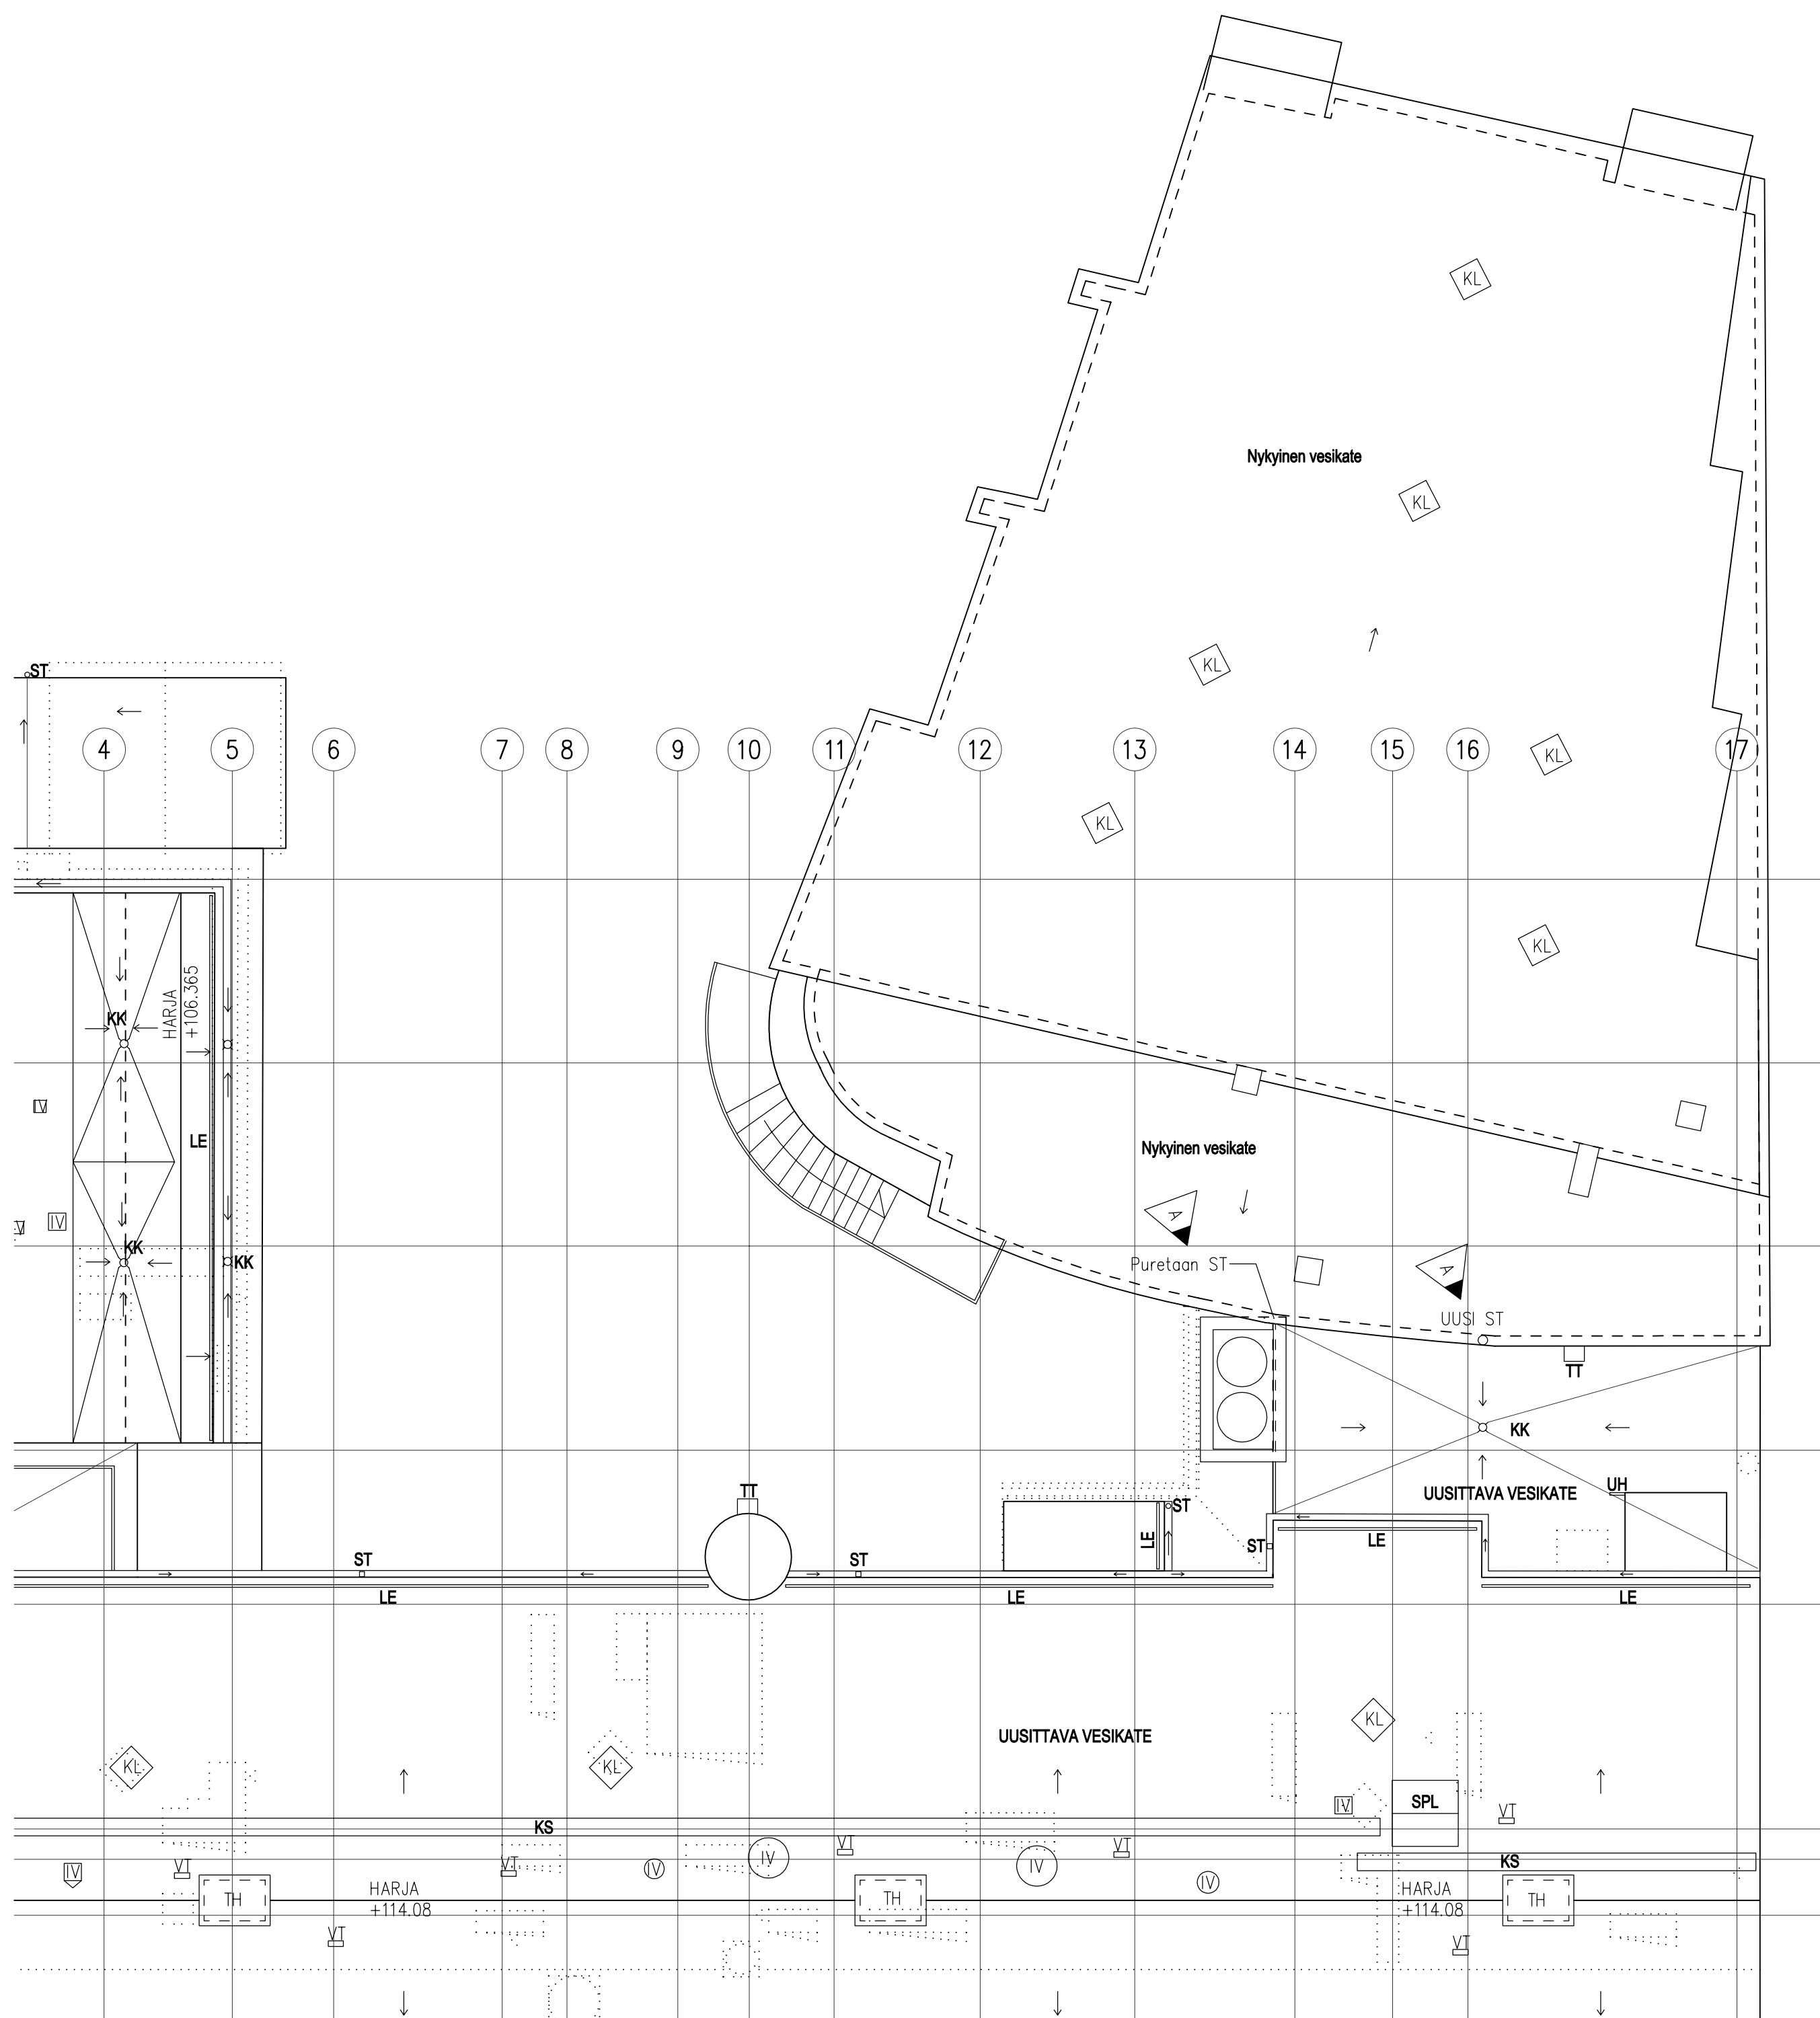 KL
Nykyinen vesikate
KL
KL
ST
4
5
6
7
8
9
10
11
12
13
14
15
16
17
KL
KL
KL
HARJA
+106.365
KK
IV
LE
Nykyinen vesikate
IV
IV
A
KK
KK
Puretaan ST
A
UUSI ST
TT
KK
UH
TT
UUSITTAVA VESIKATE
ST
LE
ST
LE
ST
ST
LE
LE
LE
KL
UUSITTAVA VESIKATE
KL
KL
SPL
IV
VT
KS
VT
VT
IV
IV
KS
IV
VT
VT
IV
IV
HARJA
+114.08
HARJA
+114.08
TH
TH
TH
VT
VT